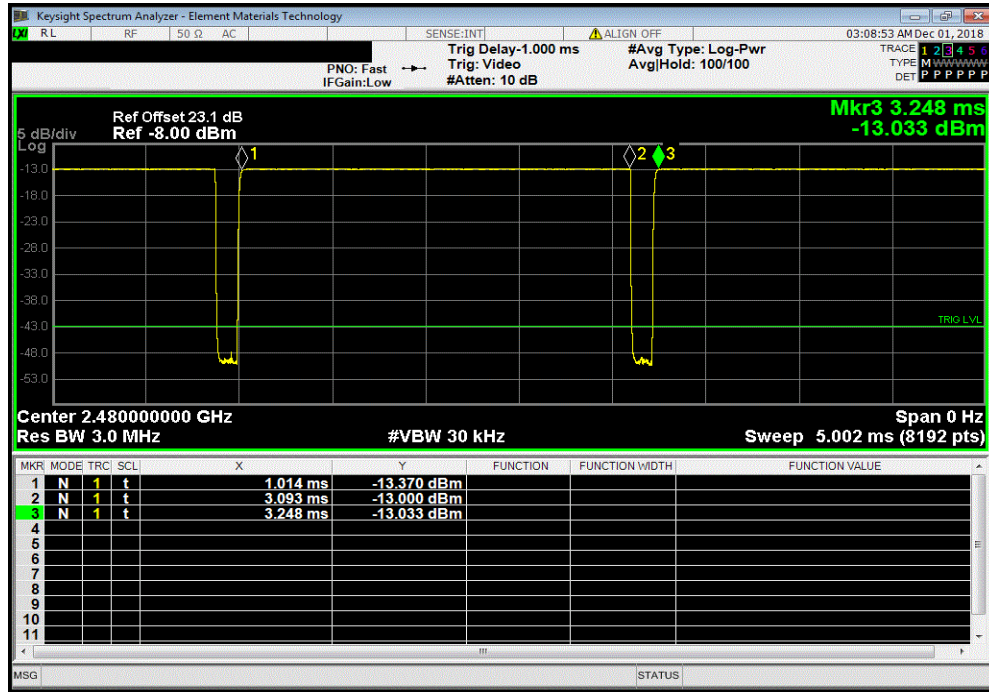 Keysight Spectrum Analyzer - Element Materials Technology
LXI RL RF 50 Ω AC SENSE:INT ALIGN OFF 03:08:53 AM Dec 01, 2018
Trig Delay-1.000 ms #Avg Type: Log-Pwr TRACE 1 2 3 4 5 6
PNO: Fast Trig: Video Avg|Hold: 100/100 TYPE M WWWWW
IFGain:Low #Atten: 10 dB DET P P P P P P
Mkr3 3.248 ms
-13.033 dBm
Ref Offset 23.1 dB
5 dB/div Ref -8.00 dBm
Log
1 2 3
-13.0
-18.0
-23.0
-28.0
-33.0
-38.0
-43.0 TRIG LVL
-48.0
-53.0
Center 2.480000000 GHz Span 0 Hz
Res BW 3.0 MHz #VBW 30 kHz Sweep 5.002 ms (8192 pts)
MKR MODE TRC SCL X Y FUNCTION FUNCTION WIDTH FUNCTION VALUE
1 N 1 t 1.014 ms -13.370 dBm
2 N 1 t 3.093 ms -13.000 dBm
3 N 1 t 3.248 ms -13.033 dBm
4
5
6
7
8
9
10
11
MSG STATUS